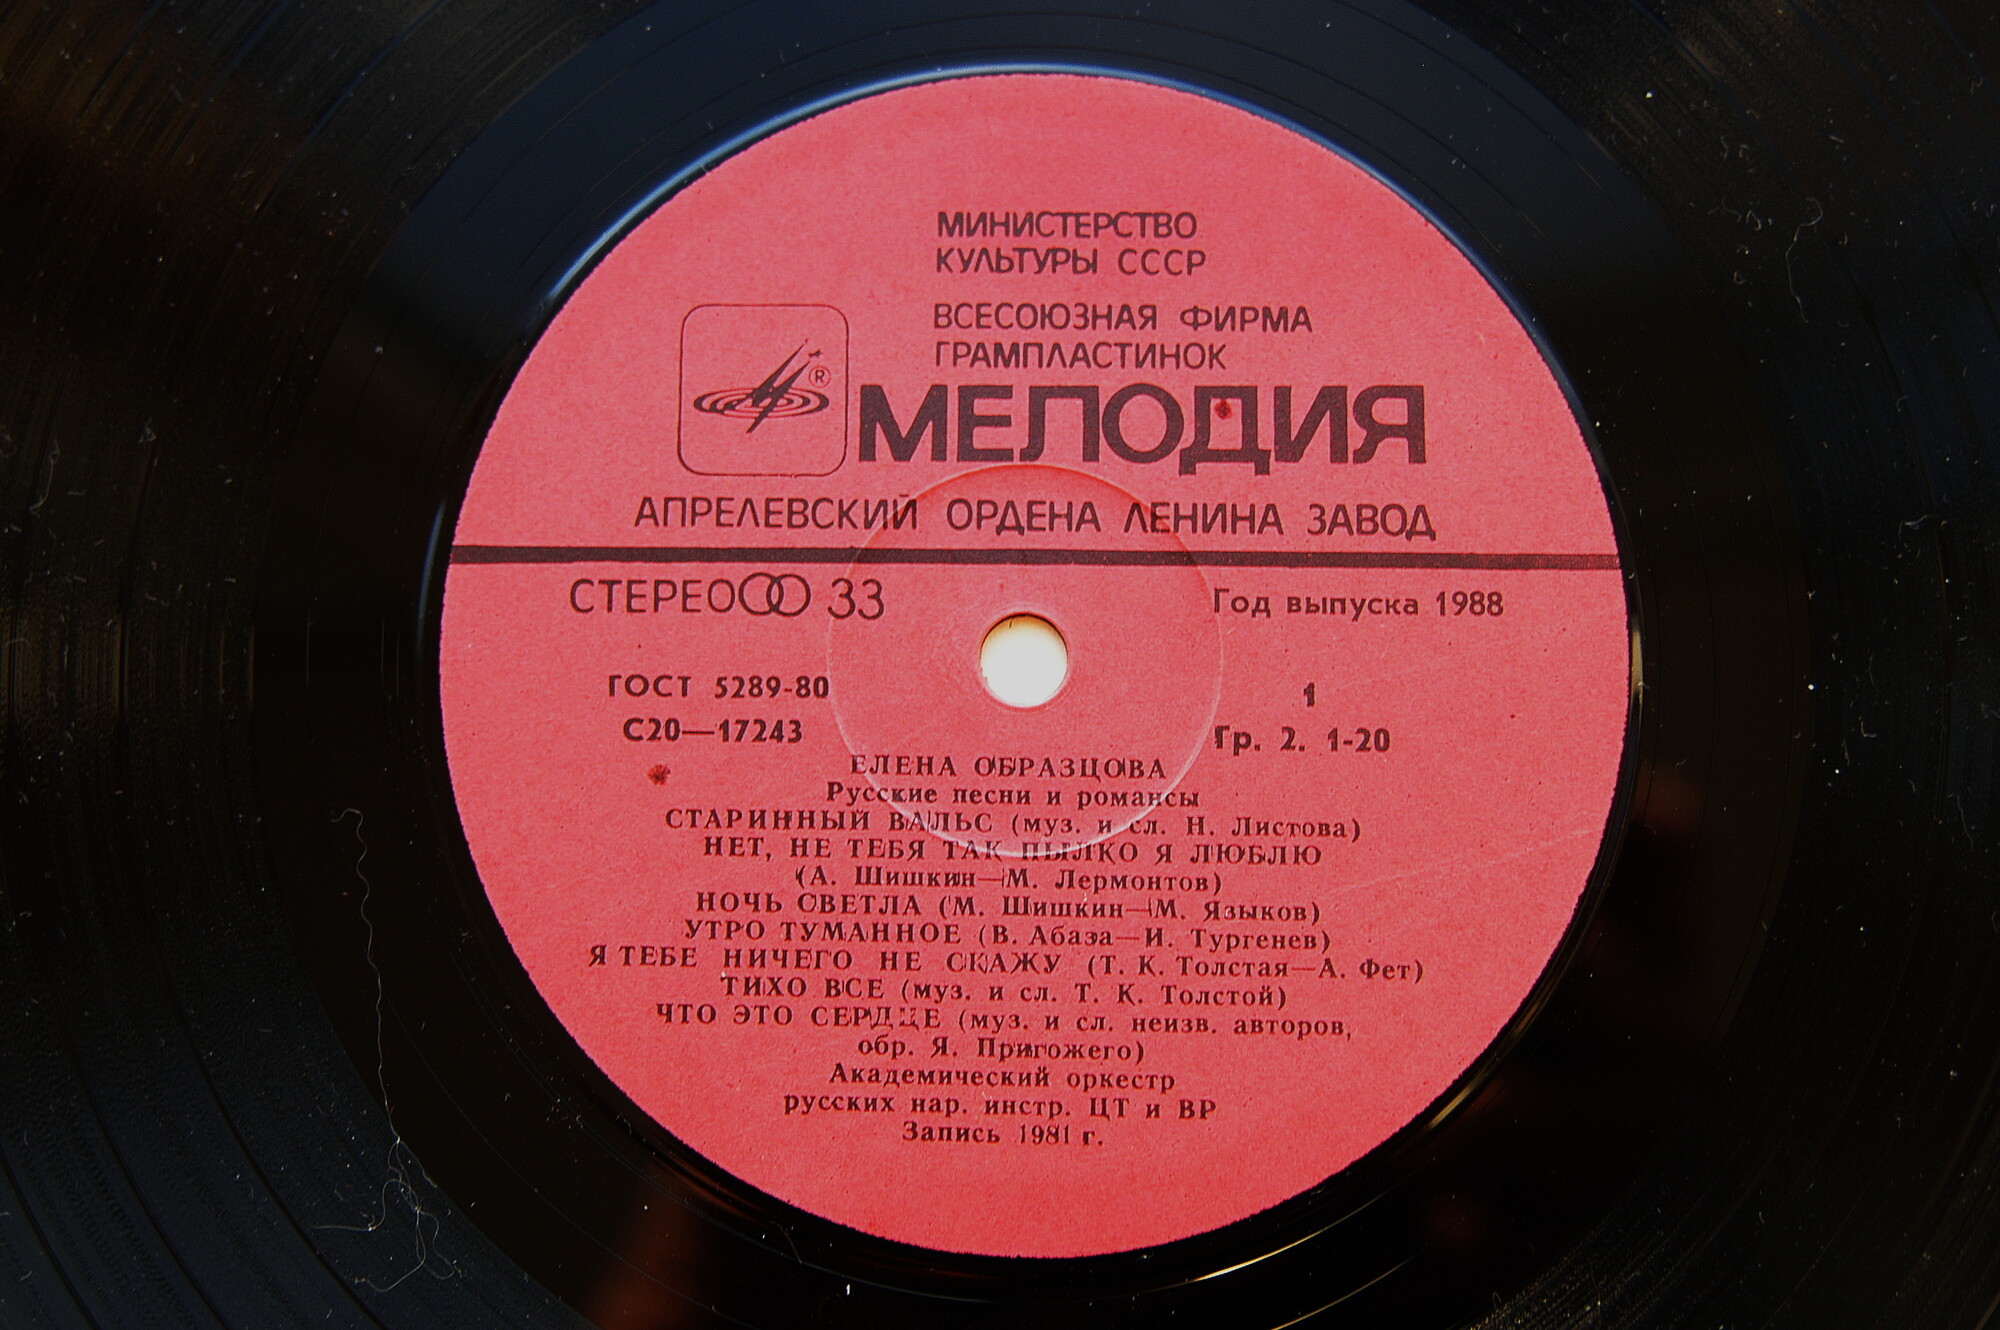 МИНИСТЕРСТВО
КУЛЬТУРЫ СССР
ВСЕСОЮЗНАЯ ФИРМА
ГРАМПЛАСТИНОК
®
МЕЛОДИЯ
АПРЕЛЕВСКИЙ ОРДЕНА ЛЕНИНА ЗАВОД
СТЕРЕО 33
Год выпуска 1988
ГОСТ 5289-80
1
С20—17243
Гр. 2. 1-20
ЕЛЕНА ОБРАЗЦОВА
Русские песни и романсы
СТАРИННЫЙ ВАЛЬС (муз. и сл. Н. Листова)
НЕТ, НЕ ТЕБЯ ТАК ПЫЛКО Я ЛЮБЛЮ
(А. Шишкин—М. Лермонтов)
НОЧЬ СВЕТЛА (М. Шишкин—М. Языков)
УТРО ТУМАННОЕ (В. Абаза—И. Тургенев)
Я ТЕБЕ НИЧЕГО НЕ СКАЖУ (Т. К. Толстая—А. Фет)
ТИХО ВСЕ (муз. и сл. Т. К. Толстой)
ЧТО ЭТО СЕРДЦЕ (муз. и сл. неизв. авторов,
обр. Я. Пригожего)
Академический оркестр
русских нар. инстр. ЦТ и ВР
Запись 1981 г.